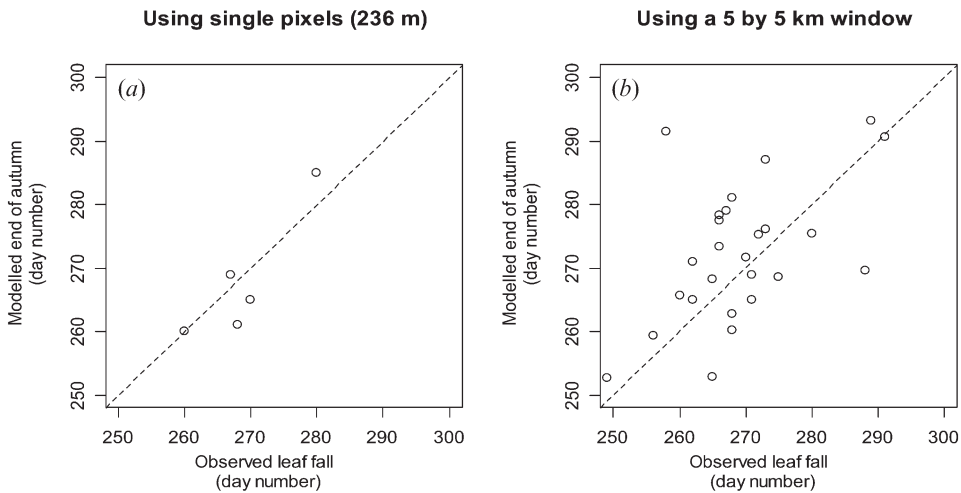 Using single pixels (236 m)
(a)
300
290
280
270
260
250
Modelled end of autumn
(day number)
250 260 270 280 290 300
Observed leaf fall
(day number)
Using a 5 by 5 km window
(b)
300
290
280
270
260
250
Modelled end of autumn
(day number)
250 260 270 280 290 300
Observed leaf fall
(day number)